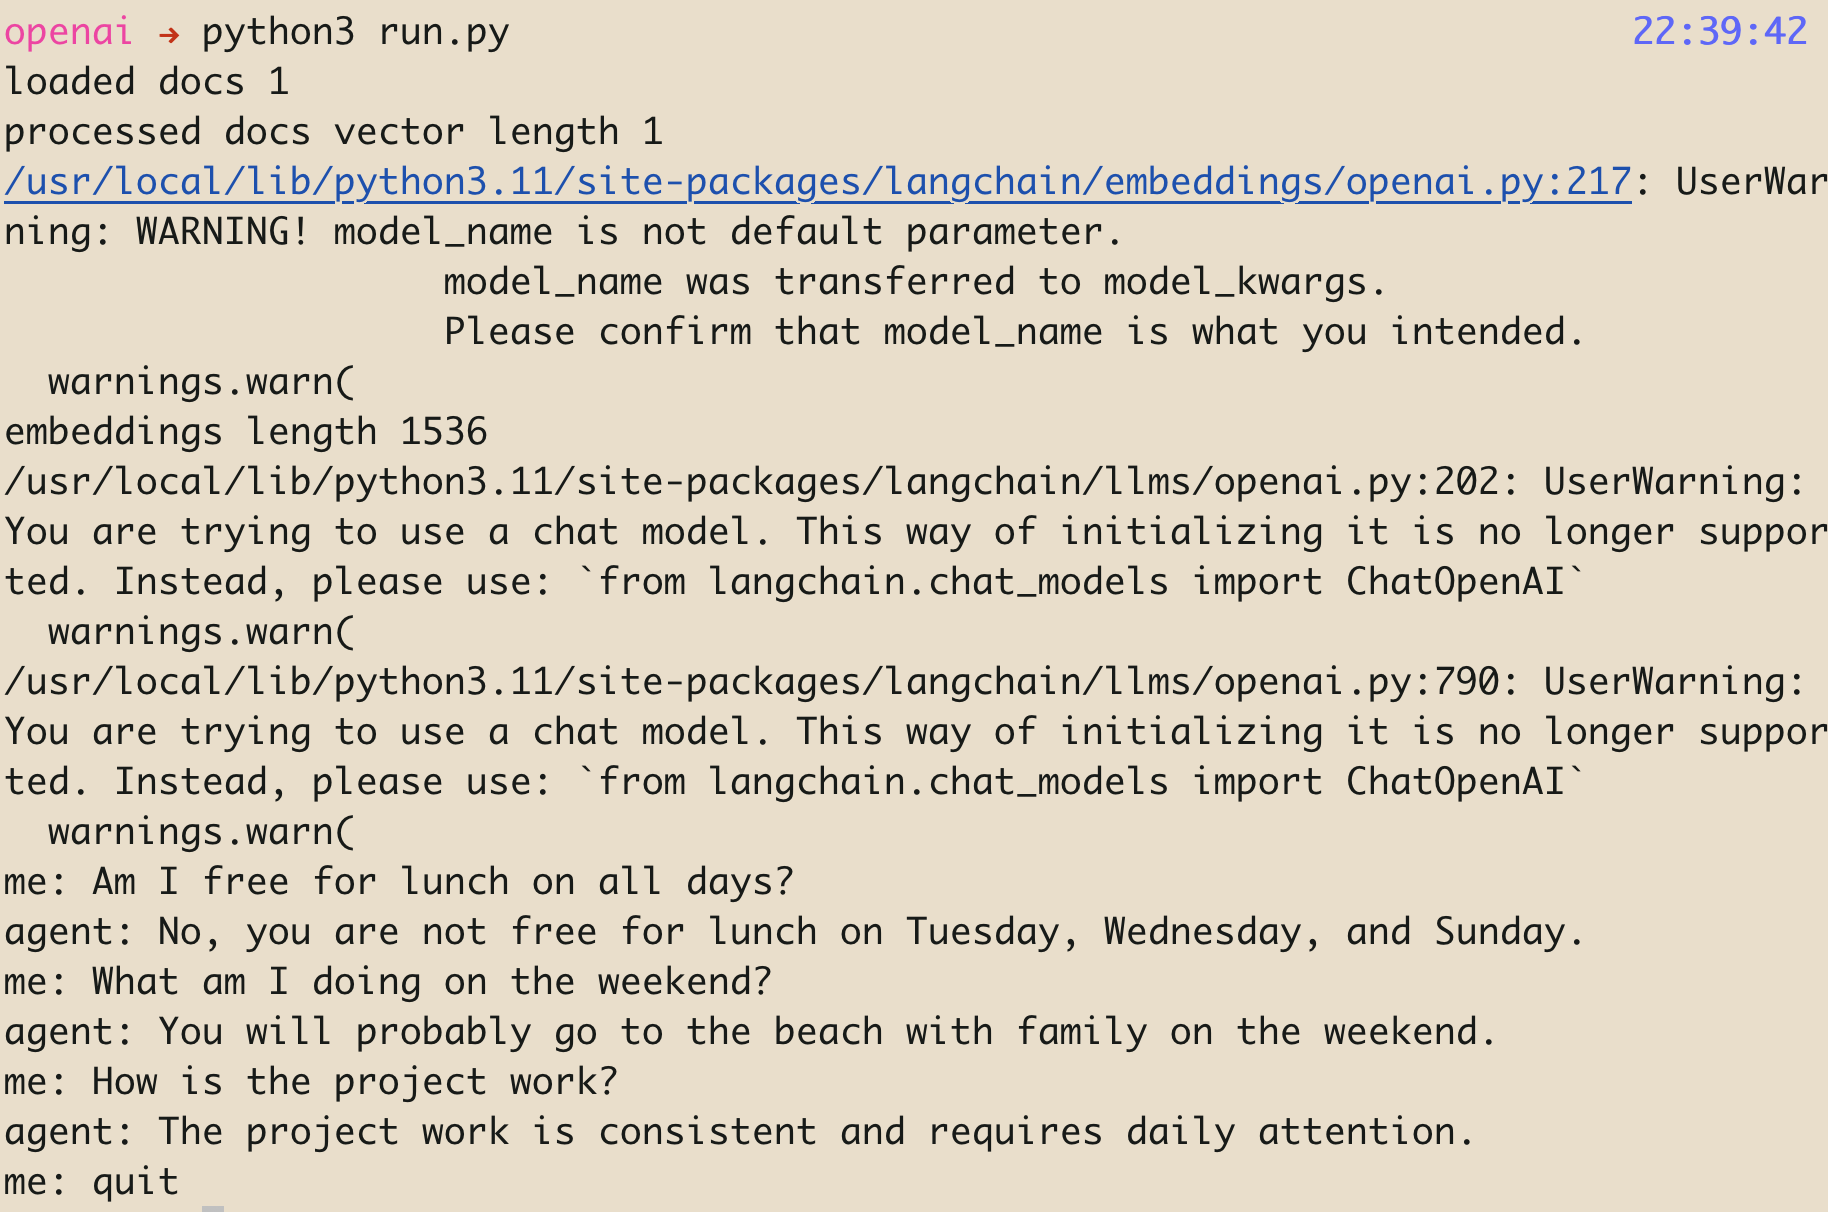 openai → python3 run.py 22:39:42
loaded docs 1
processed docs vector length 1
/usr/local/lib/python3.11/site-packages/langchain/embeddings/openai.py:217: UserWar
ning: WARNING! model_name is not default parameter.
                    model_name was transferred to model_kwargs.
                    Please confirm that model_name is what you intended.
  warnings.warn(
embeddings length 1536
/usr/local/lib/python3.11/site-packages/langchain/llms/openai.py:202: UserWarning:
You are trying to use a chat model. This way of initializing it is no longer suppor
ted. Instead, please use: `from langchain.chat_models import ChatOpenAI`
  warnings.warn(
/usr/local/lib/python3.11/site-packages/langchain/llms/openai.py:790: UserWarning:
You are trying to use a chat model. This way of initializing it is no longer suppor
ted. Instead, please use: `from langchain.chat_models import ChatOpenAI`
  warnings.warn(
me: Am I free for lunch on all days?
agent: No, you are not free for lunch on Tuesday, Wednesday, and Sunday.
me: What am I doing on the weekend?
agent: You will probably go to the beach with family on the weekend.
me: How is the project work?
agent: The project work is consistent and requires daily attention.
me: quit